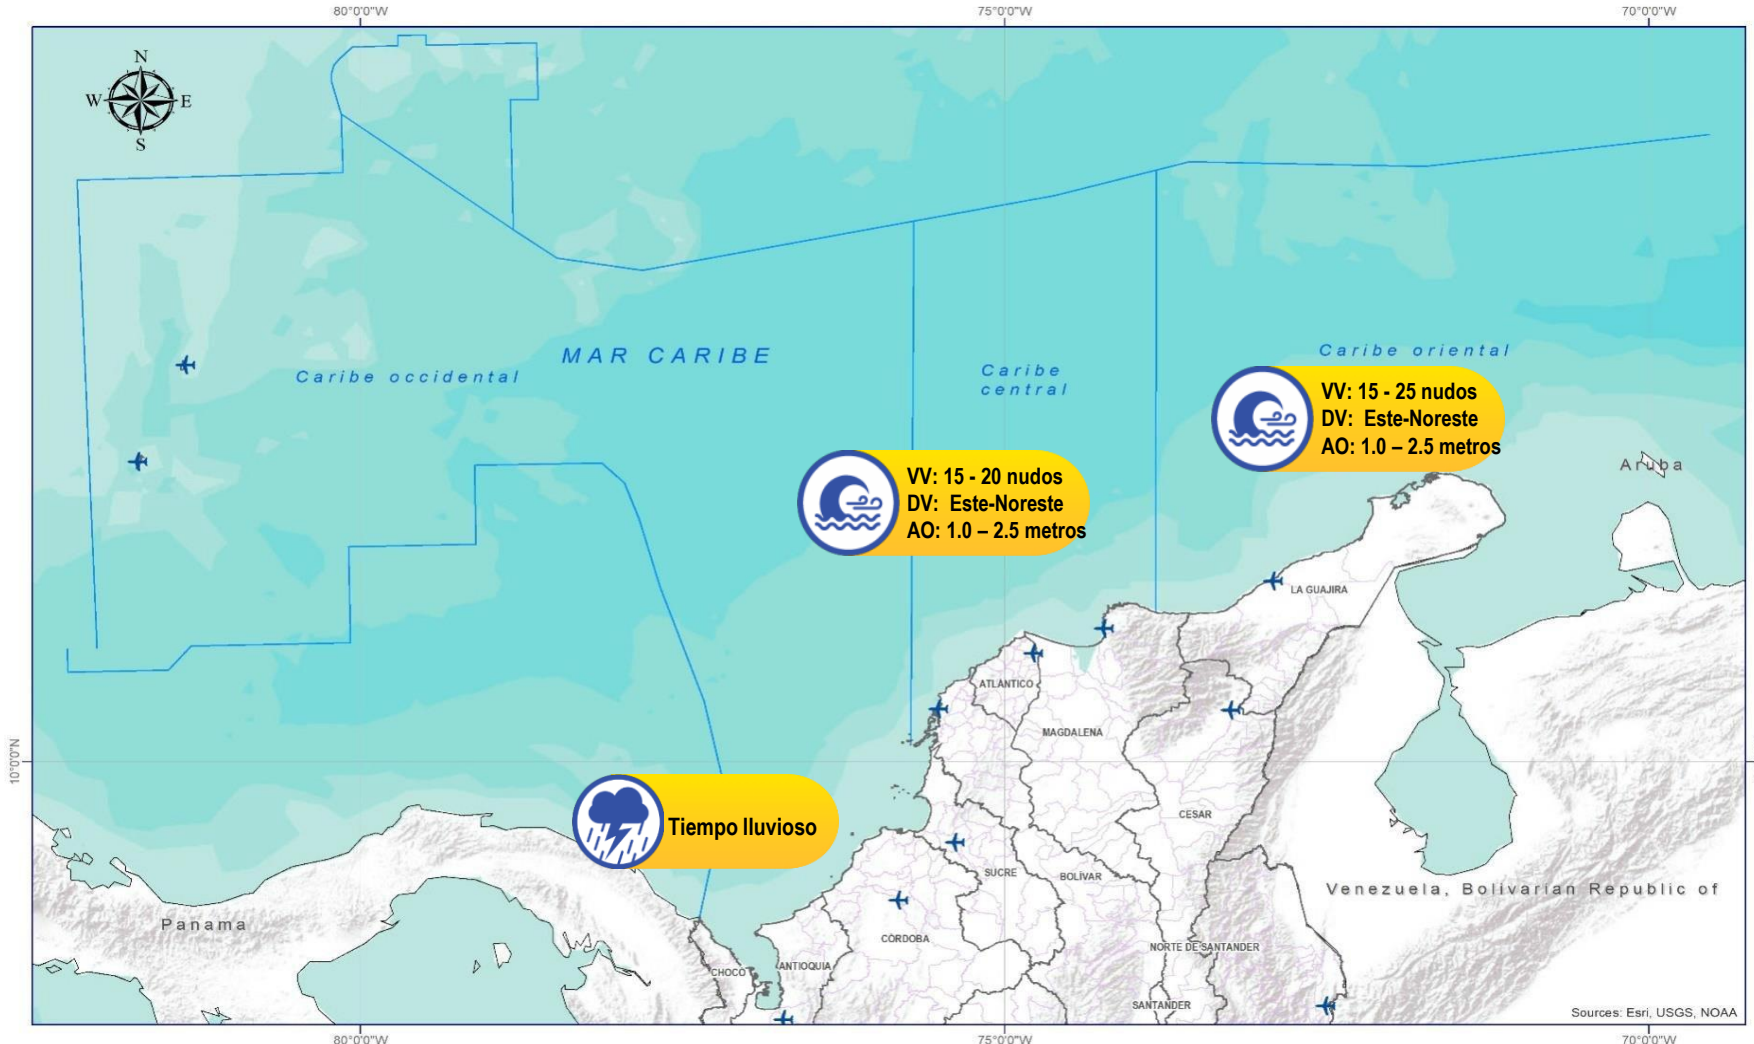 80°0'0"W
75°0'0"W
70°0'0"W
N
W
E
S
MAR CARIBE
Caribe occidental
Caribe
central
Caribe oriental
VV: 15 - 25 nudos
DV: Este-Noreste
AO: 1.0 – 2.5 metros
VV: 15 - 20 nudos
DV: Este-Noreste
AO: 1.0 – 2.5 metros
Aruba
LA GUAJIRA
ATLÁNTICO
MAGDALENA
10°0'0"N
CESAR
Tiempo lluvioso
SUCRE
BOLÍVAR
Venezuela, Bolivarian Republic of
Panama
CÓRDOBA
NORTE DE SANTANDER
CHOCÓ
ANTIOQUIA
SANTANDER
Sources: Esri, USGS, NOAA
80°0'0"W
75°0'0"W
70°0'0"W